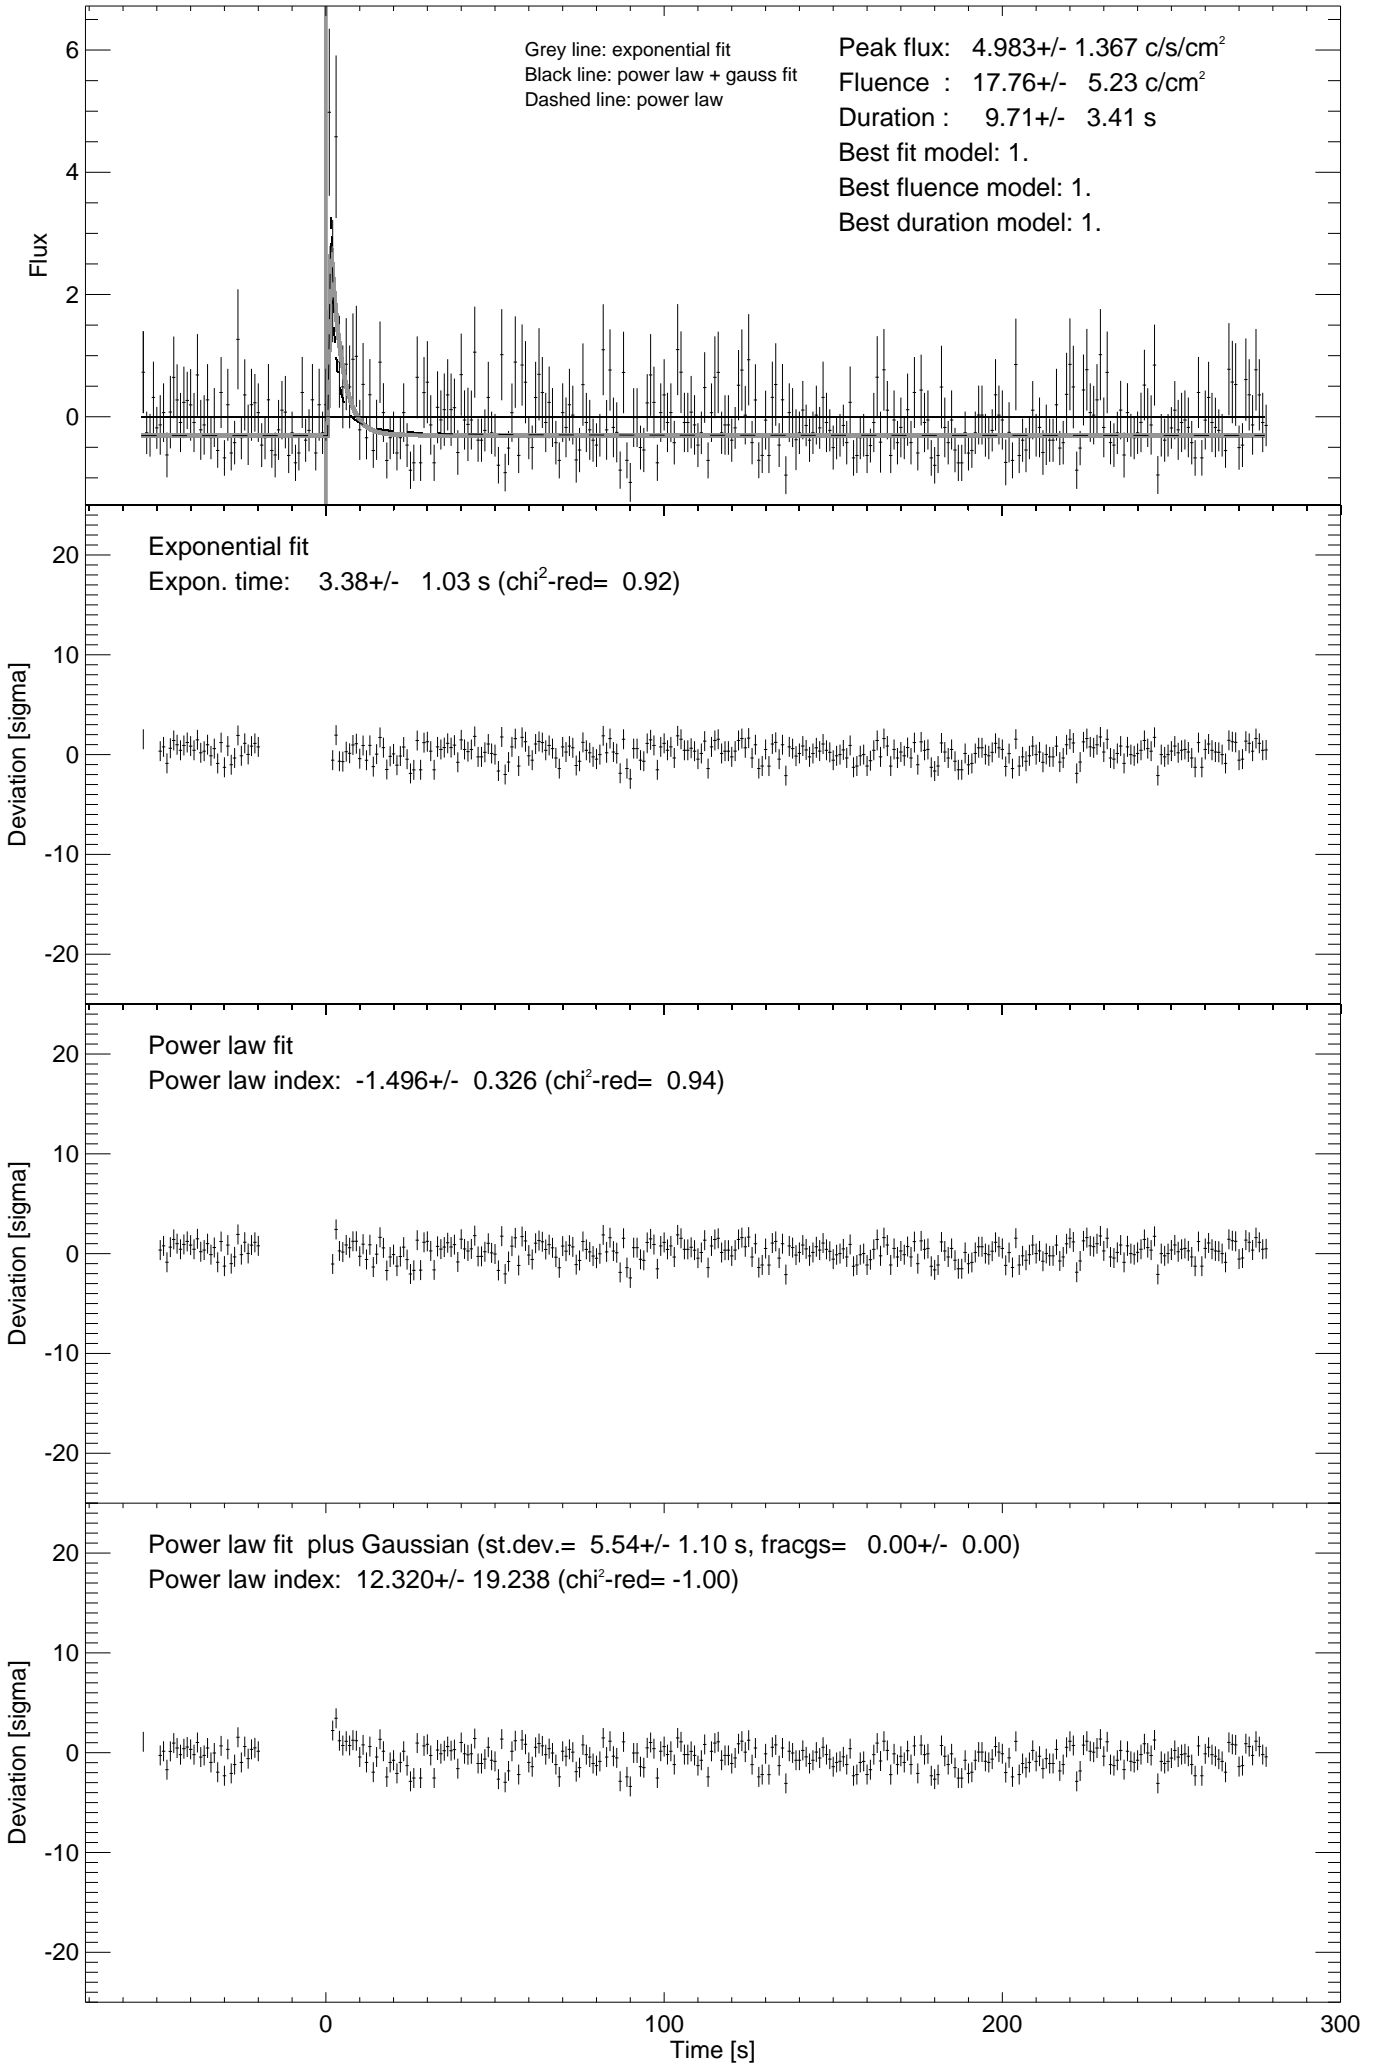 Grey line: exponential fit
Black line: power law + gauss fit
Dashed line: power law
Peak flux: 4.983+/- 1.367 c/s/cm²
Fluence : 17.76+/- 5.23 c/cm²
Duration : 9.71+/- 3.41 s
Best fit model: 1.
Best fluence model: 1.
Best duration model: 1.
Flux
6
4
2
0
Exponential fit
Expon. time: 3.38+/- 1.03 s (chi²-red= 0.92)
Deviation [sigma]
20
10
0
-10
-20
Power law fit
Power law index: -1.496+/- 0.326 (chi²-red= 0.94)
Deviation [sigma]
20
10
0
-10
-20
Power law fit plus Gaussian (st.dev.= 5.54+/- 1.10 s, fracgs= 0.00+/- 0.00)
Power law index: 12.320+/- 19.238 (chi²-red= -1.00)
Deviation [sigma]
20
10
0
-10
-20
0 100 200 300
Time [s]